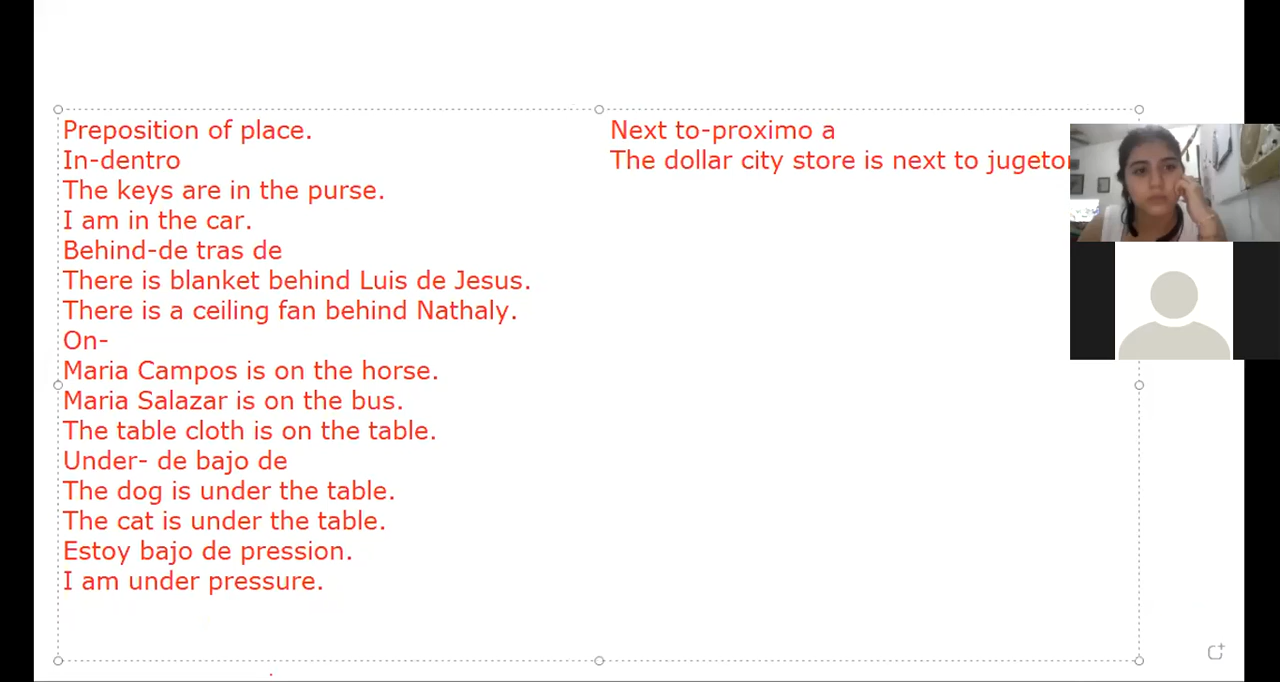 Preposition of place.
In-dentro
The keys are in the purse.
I am in the car.
Behind-de tras de
There is blanket behind Luis de Jesus.
There is a ceiling fan behind Nathaly.
On-
Maria Campos is on the horse.
Maria Salazar is on the bus.
The table cloth is on the table.
Under- de bajo de
The dog is under the table.
The cat is under the table.
Estoy bajo de pression.
I am under pressure.
Next to-proximo a
The dollar city store is next to